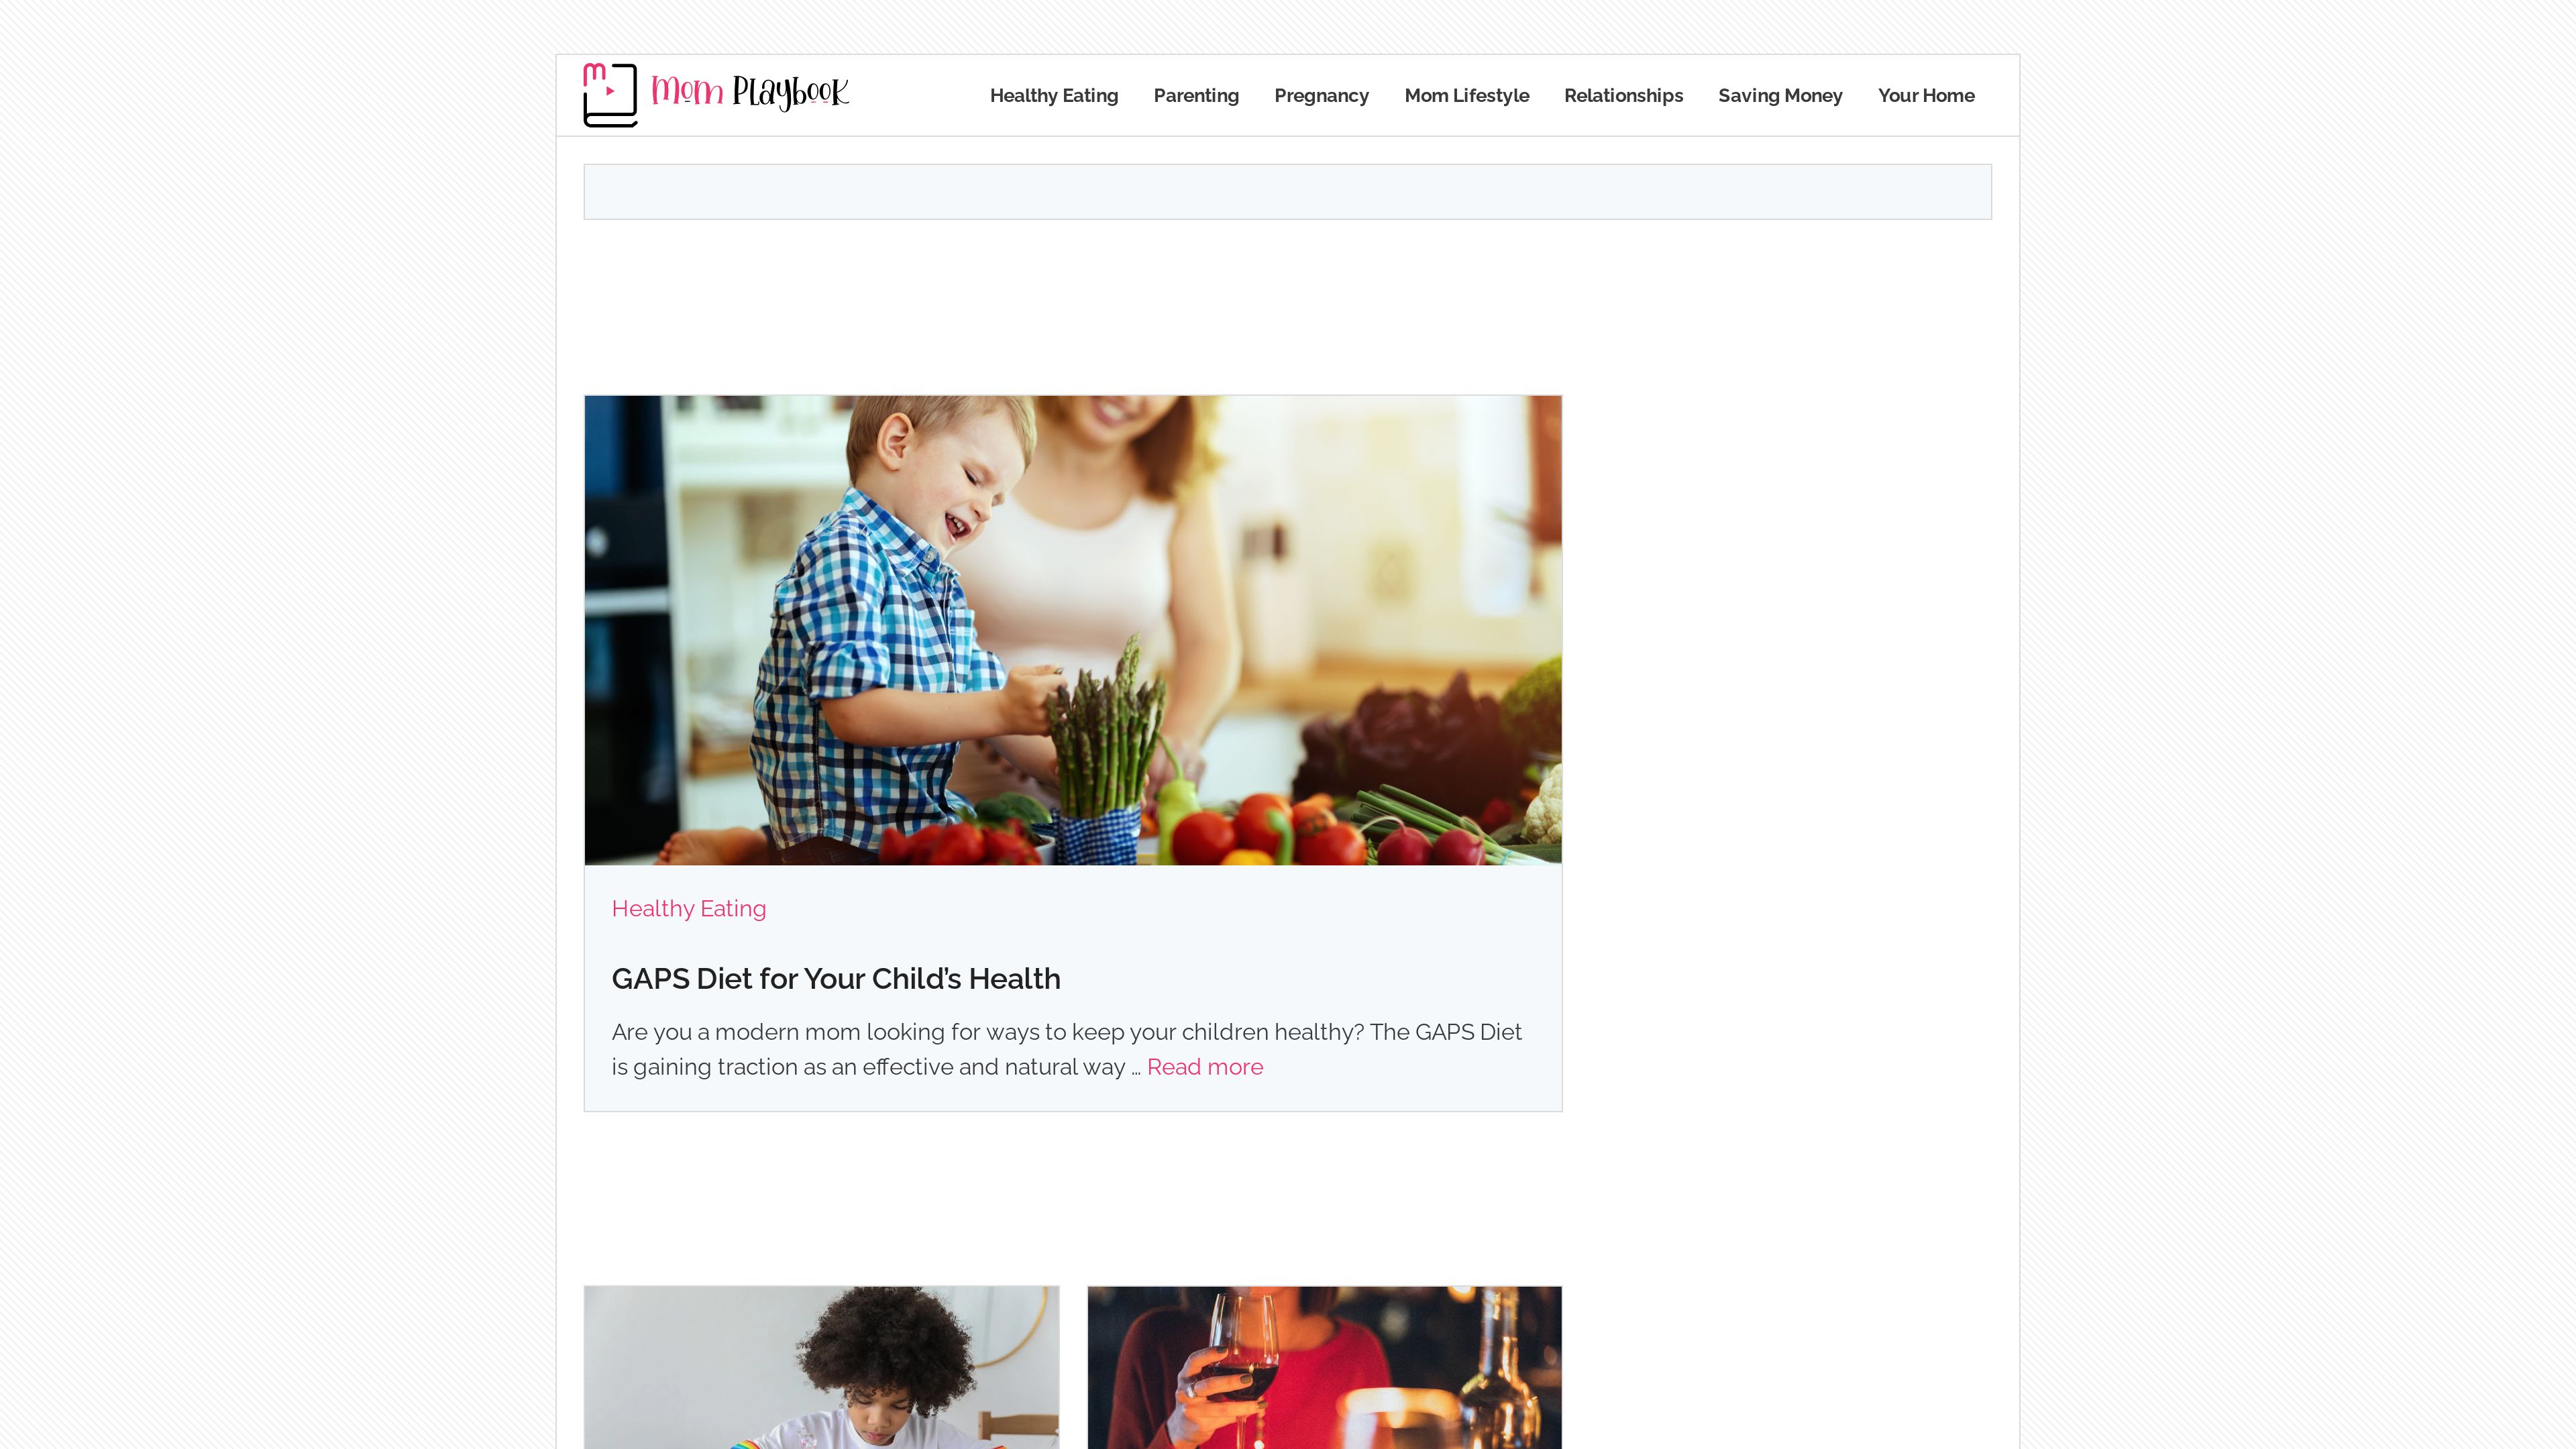 Mom Playbook
Healthy Eating Parenting Pregnancy Mom Lifestyle Relationships Saving Money Your Home
Healthy Eating
GAPS Diet for Your Child’s Health
Are you a modern mom looking for ways to keep your children healthy? The GAPS Diet
is gaining traction as an effective and natural way … Read more